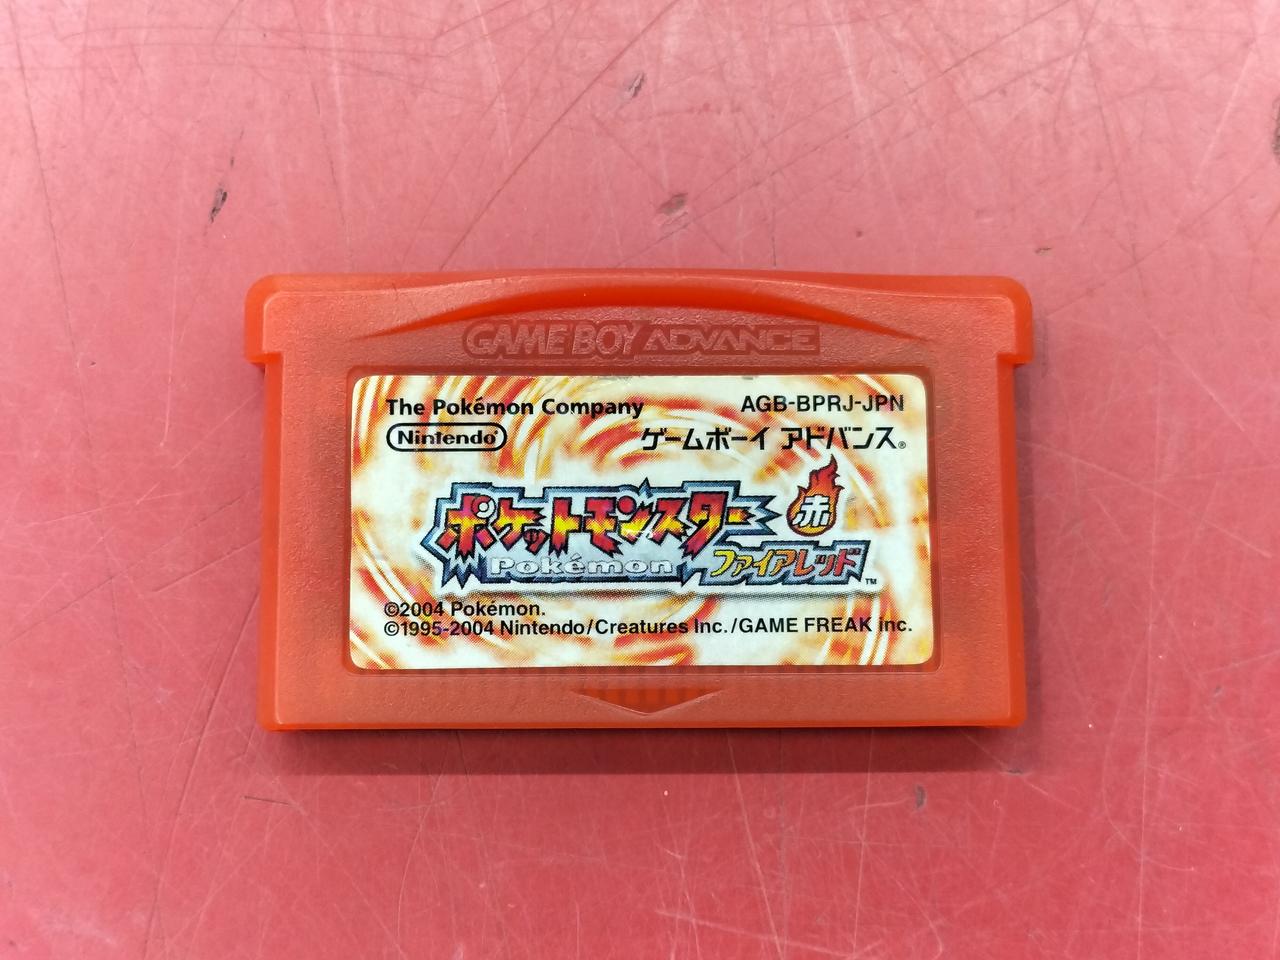 GAME BOY ADVANCE
The Pokémon Company
AGB-BPRJ-JPN
Nintendo®
ゲームボーイ アドバンス®
ポケットモンスター
赤
Pokémon
ファイアレッド™
©2004 Pokémon.
©1995-2004 Nintendo/Creatures Inc./GAME FREAK inc.